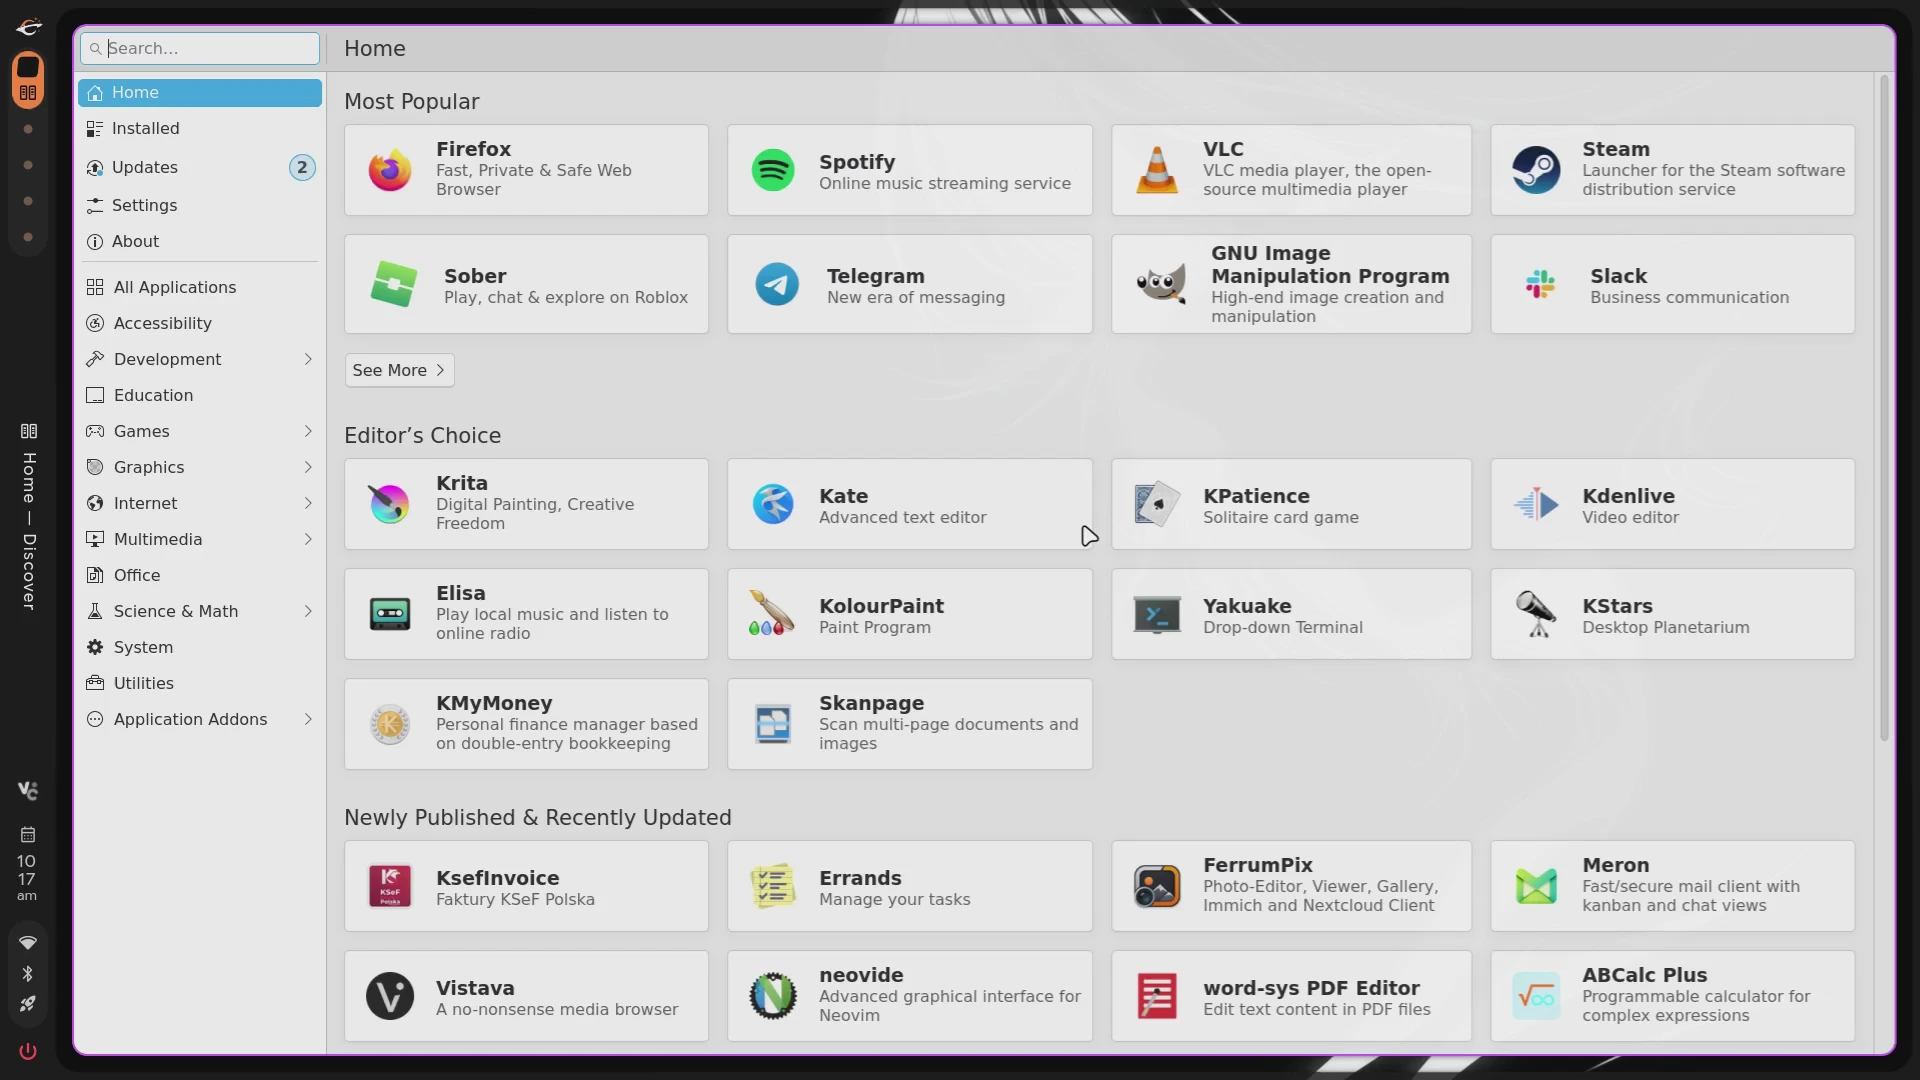 Search...
Home
Home
Installed
Updates
2
Settings
About
All Applications
Accessibility
Development
Education
Games
Graphics
Internet
Multimedia
Office
Science & Math
System
Utilities
Application Addons
Most Popular
Firefox
Fast, Private & Safe Web
Browser
Spotify
Online music streaming service
VLC
VLC media player, the open-
source multimedia player
Steam
Launcher for the Steam software
distribution service
Sober
Play, chat & explore on Roblox
Telegram
New era of messaging
GNU Image
Manipulation Program
High-end image creation and
manipulation
Slack
Business communication
See More
Editor’s Choice
Krita
Digital Painting, Creative
Freedom
Kate
Advanced text editor
KPatience
Solitaire card game
Kdenlive
Video editor
Elisa
Play local music and listen to
online radio
KolourPaint
Paint Program
Yakuake
Drop-down Terminal
KStars
Desktop Planetarium
KMyMoney
Personal finance manager based
on double-entry bookkeeping
Skanpage
Scan multi-page documents and
images
Newly Published & Recently Updated
KSeF
Polska
KsefInvoice
Faktury KSeF Polska
Errands
Manage your tasks
FerrumPix
Photo-Editor, Viewer, Gallery,
Immich and Nextcloud Client
Meron
Fast/secure mail client with
kanban and chat views
Vistava
A no-nonsense media browser
neovide
Advanced graphical interface for
Neovim
word-sys PDF Editor
Edit text content in PDF files
ABCalc Plus
Programmable calculator for
complex expressions
Home — Discover
10
17
am